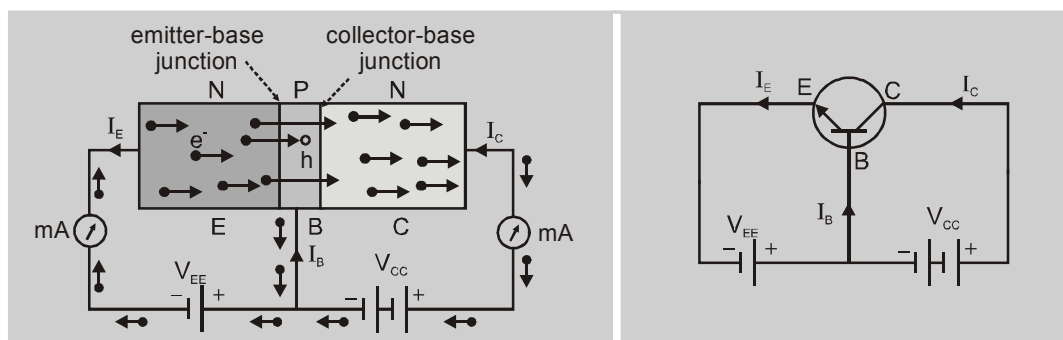 emitter-base
junction
collector-base
junction
N P N
I_E
e⁻
h
I_C
mA
mA
E B C
I_B
V_EE
V_CC
− +
− +
I_E
E
C
I_C
B
I_B
V_EE
V_CC
− +
− +